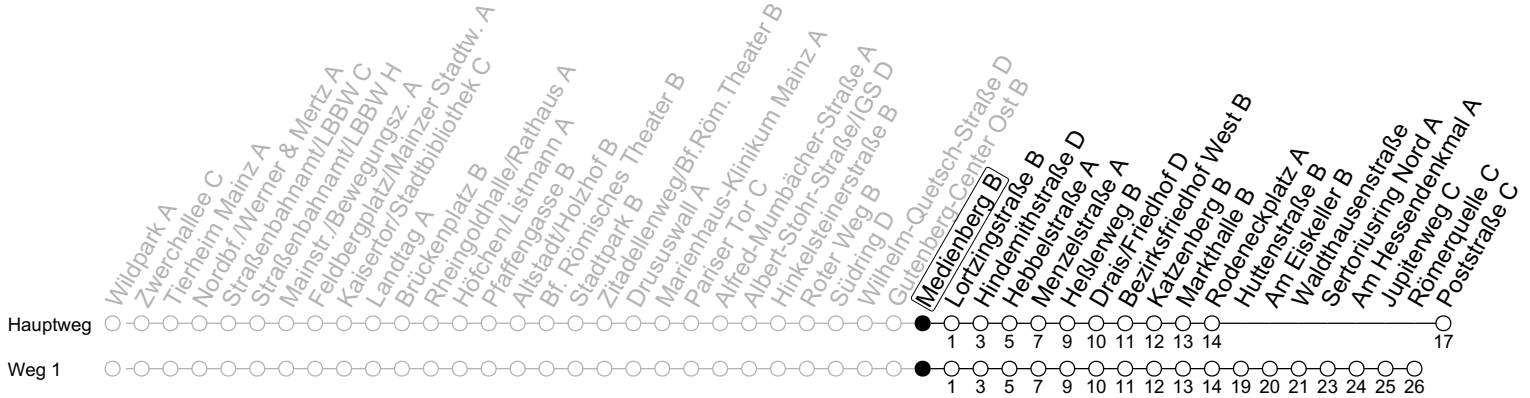 Wildpark A
Zwerchallee C
Tierheim Mainz A
Nordbf./Werner & Mertz A
Straßenbahnamt/LBBW C
Straßenbahnamt/LBBW H
Mainstr./Bewegungsz. A
Feldbergplatz/Mainzer Stadtw. A
Kaisertor/Stadtbibliothek C
Landtag A
Brückenplatz B
Rheingoldhalle/Rathaus A
Höfchen/Listmann A
Pfaffengasse B
Altstadt/Holzhof B
Bf. Römisches Theater B
Stadtpark B
Zitadellenweg/Bf.Röm. Theater B
Drususwall A
Marienhaus-Klinikum Mainz A
Pariser Tor C
Alfred-Mumbächer-Straße A
Albert-Stohr-Straße/IGS D
Hinkelsteinerstraße B
Roter Weg B
Südring D
Wilhelm-Quetsch-Straße D
Gutenberg-Center Ost B
Medienberg B
Lortzingstraße B
Hindemithstraße D
Hebbelstraße A
Menzelstraße A
Heßlerweg B
Drais/Friedhof D
Bezirksfriedhof West B
Katzenberg B
Markthalle B
Rodeneckplatz A
Huttenstraße B
Am Eiskeller B
Waldthausenstraße
Sertoriusring Nord A
Am Hessendenkmal A
Jupiterweg C
Römerquelle C
Poststraße C
Hauptweg
1 3 5 7 9 10 11 12 13 14 17
Weg 1
1 3 5 7 9 10 11 12 13 14 19 20 21 23 24 25 26